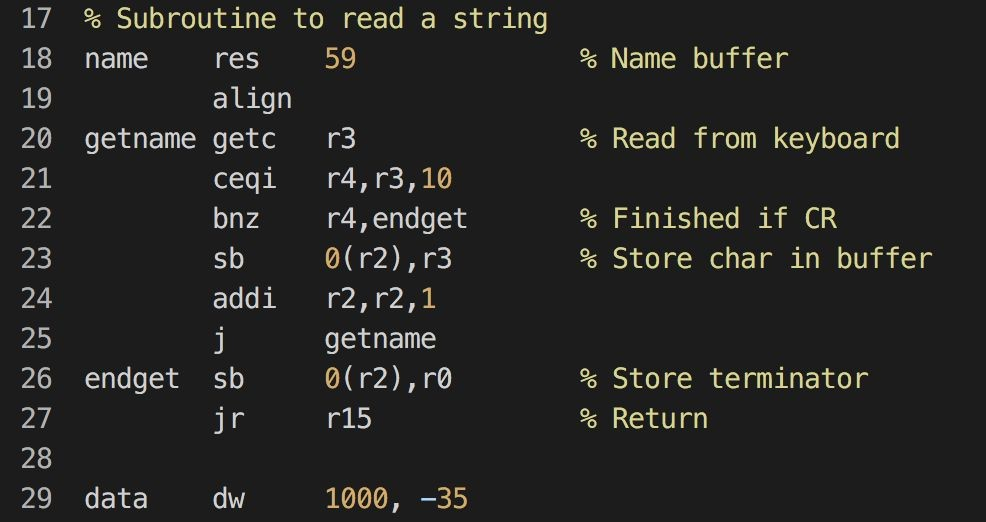 17 % Subroutine to read a string
18 name res 59 % Name buffer
19 align
20 getname getc r3 % Read from keyboard
21 ceqi r4,r3,10
22 bnz r4,endget % Finished if CR
23 sb 0(r2),r3 % Store char in buffer
24 addi r2,r2,1
25 j getname
26 endget sb 0(r2),r0 % Store terminator
27 jr r15 % Return
28
29 data dw 1000, -35